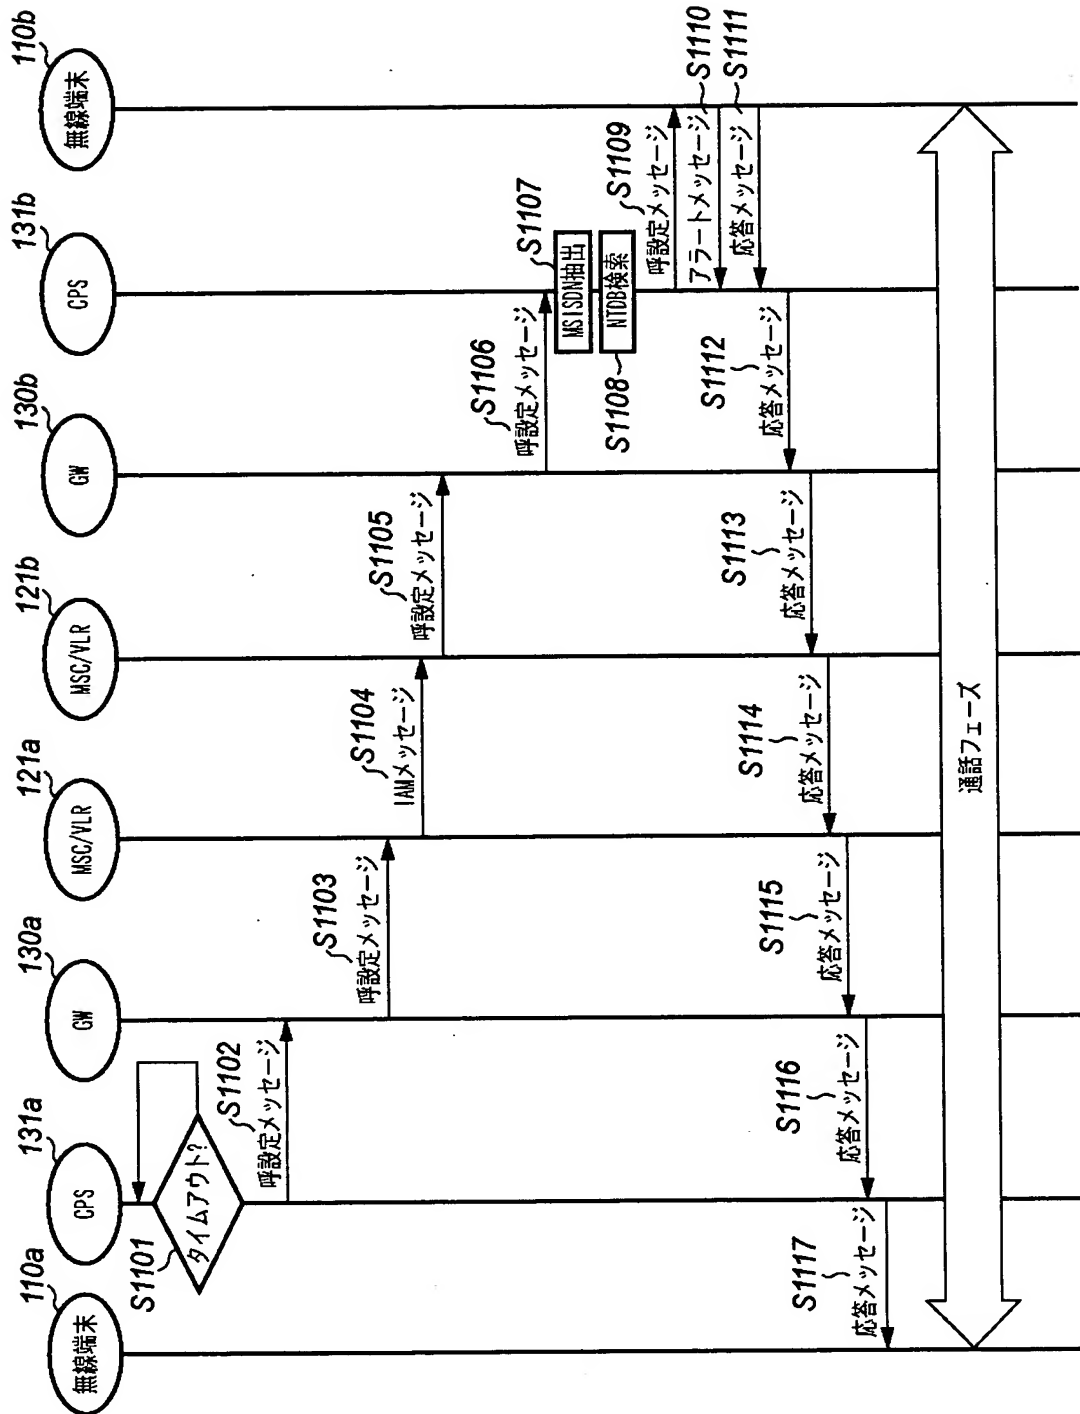 110a
無線端末
131a
CPS
130a
GW
121a
MSC/VLR
121b
MSC/VLR
130b
GW
131b
CPS
110b
無線端末
S1101
タイムアウト?
S1102
呼設定メッセージ
S1103
呼設定メッセージ
S1104
IAMメッセージ
S1105
呼設定メッセージ
S1106
呼設定メッセージ
S1107
MSISDN抽出
S1108
NTDB検索
S1109
呼設定メッセージ
S1110
アラートメッセージ
S1111
応答メッセージ
S1112
応答メッセージ
S1113
応答メッセージ
S1114
応答メッセージ
S1115
応答メッセージ
S1116
応答メッセージ
S1117
応答メッセージ
通話フェーズ